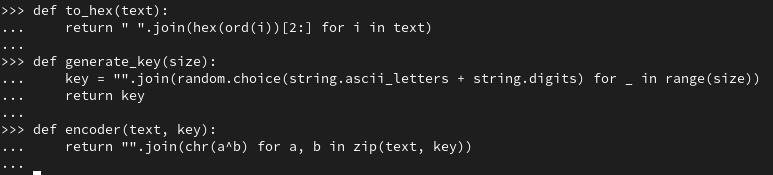 >>> def to_hex(text):
...     return " ".join(hex(ord(i))[2:] for i in text)
...
>>> def generate_key(size):
...     key = "".join(random.choice(string.ascii_letters + string.digits) for _ in range(size))
...     return key
...
>>> def encoder(text, key):
...     return "".join(chr(a^b) for a, b in zip(text, key))
...